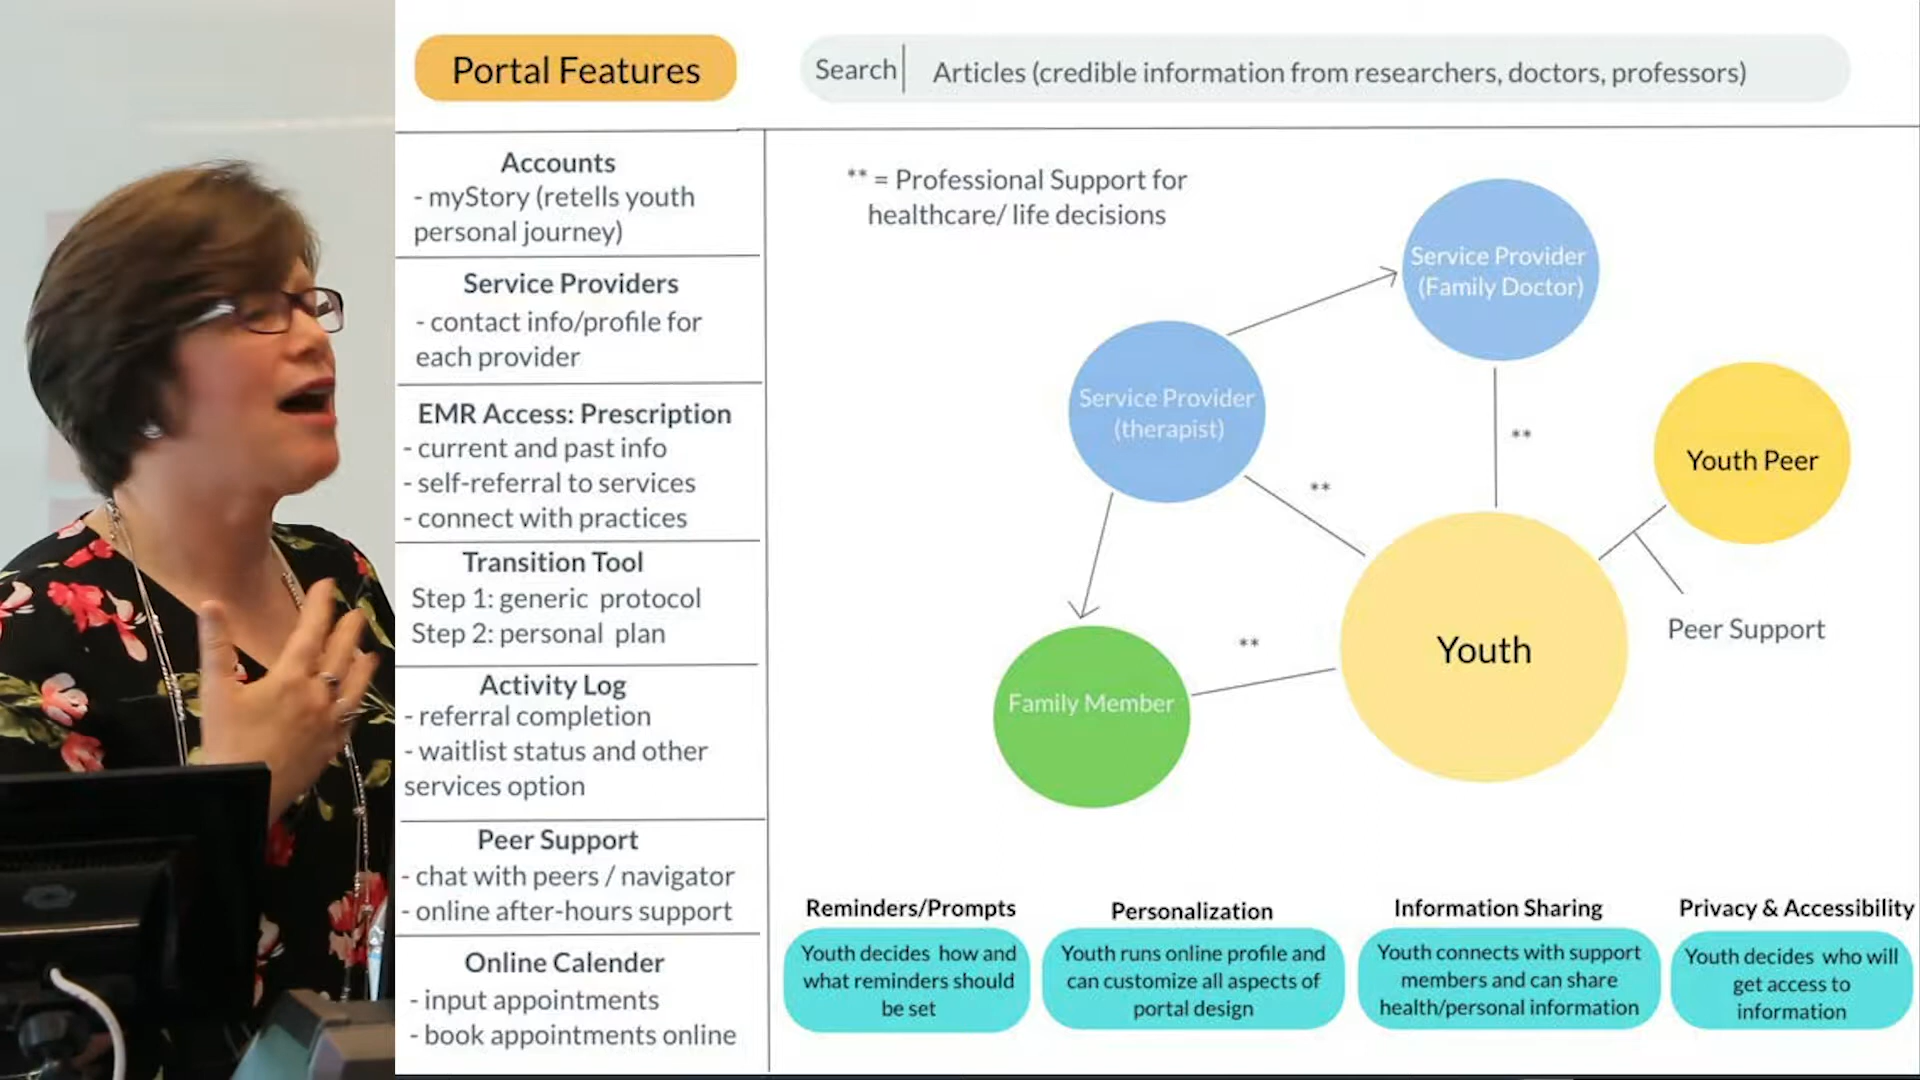 Portal Features
Search
Articles (credible information from researchers, doctors, professors)
Accounts
- myStory (retells youth
personal journey)
Service Providers
- contact info/profile for
each provider
EMR Access: Prescription
- current and past info
- self-referral to services
- connect with practices
Transition Tool
Step 1: generic protocol
Step 2: personal plan
Activity Log
- referral completion
- waitlist status and other
services option
Peer Support
- chat with peers / navigator
- online after-hours support
Online Calender
- input appointments
- book appointments online
** = Professional Support for
healthcare/ life decisions
Service Provider
(Family Doctor)
Service Provider
(therapist)
**
**
Youth Peer
Youth
Peer Support
**
Family Member
Reminders/Prompts
Youth decides how and
what reminders should
be set
Personalization
Youth runs online profile and
can customize all aspects of
portal design
Information Sharing
Youth connects with support
members and can share
health/personal information
Privacy & Accessibility
Youth decides who will
get access to
information